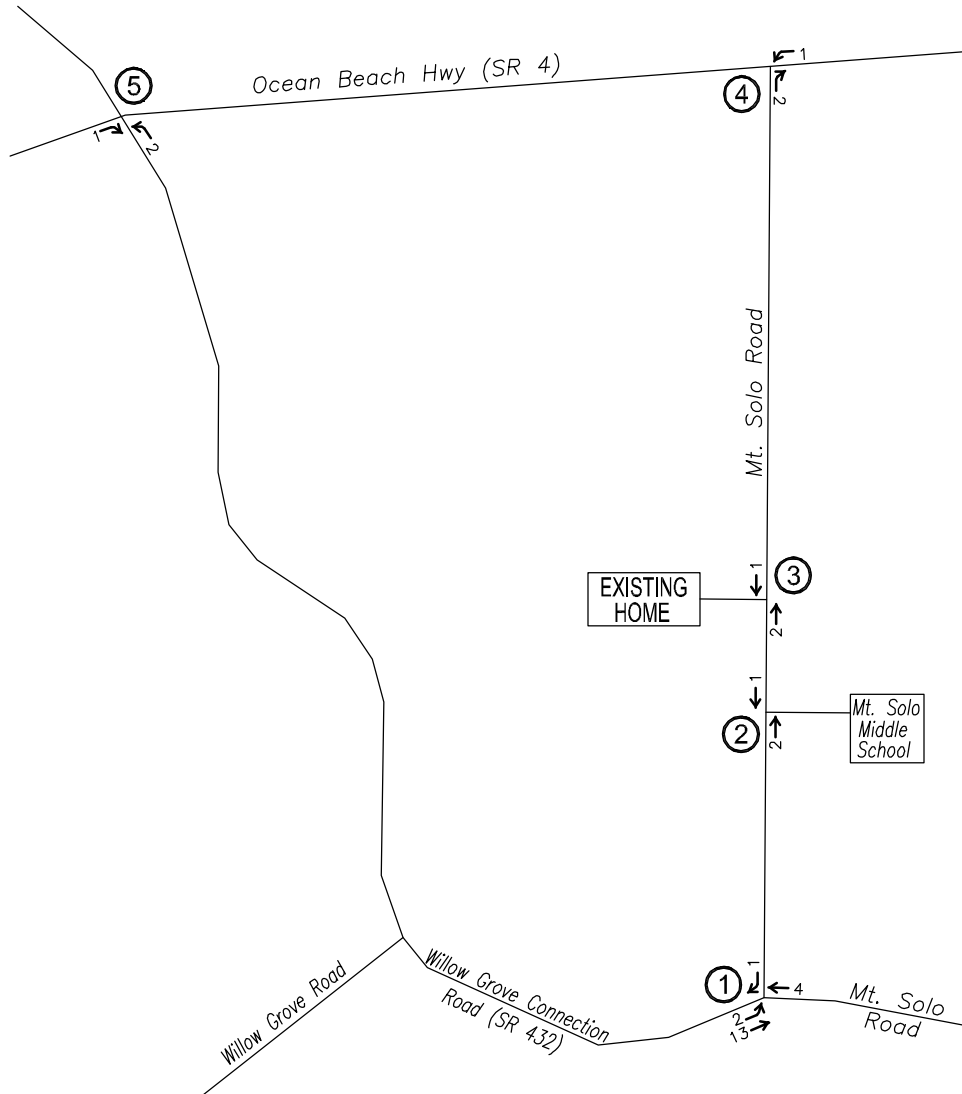 Ocean Beach Hwy (SR 4)
5
1
2
1
4
2
Mt. Solo Road
1
3
EXISTING
HOME
2
1
2
2
Mt. Solo
Middle
School
1
1
4
2
13
Mt. Solo
Road
Willow Grove Connection
Road (SR 432)
Willow Grove Road